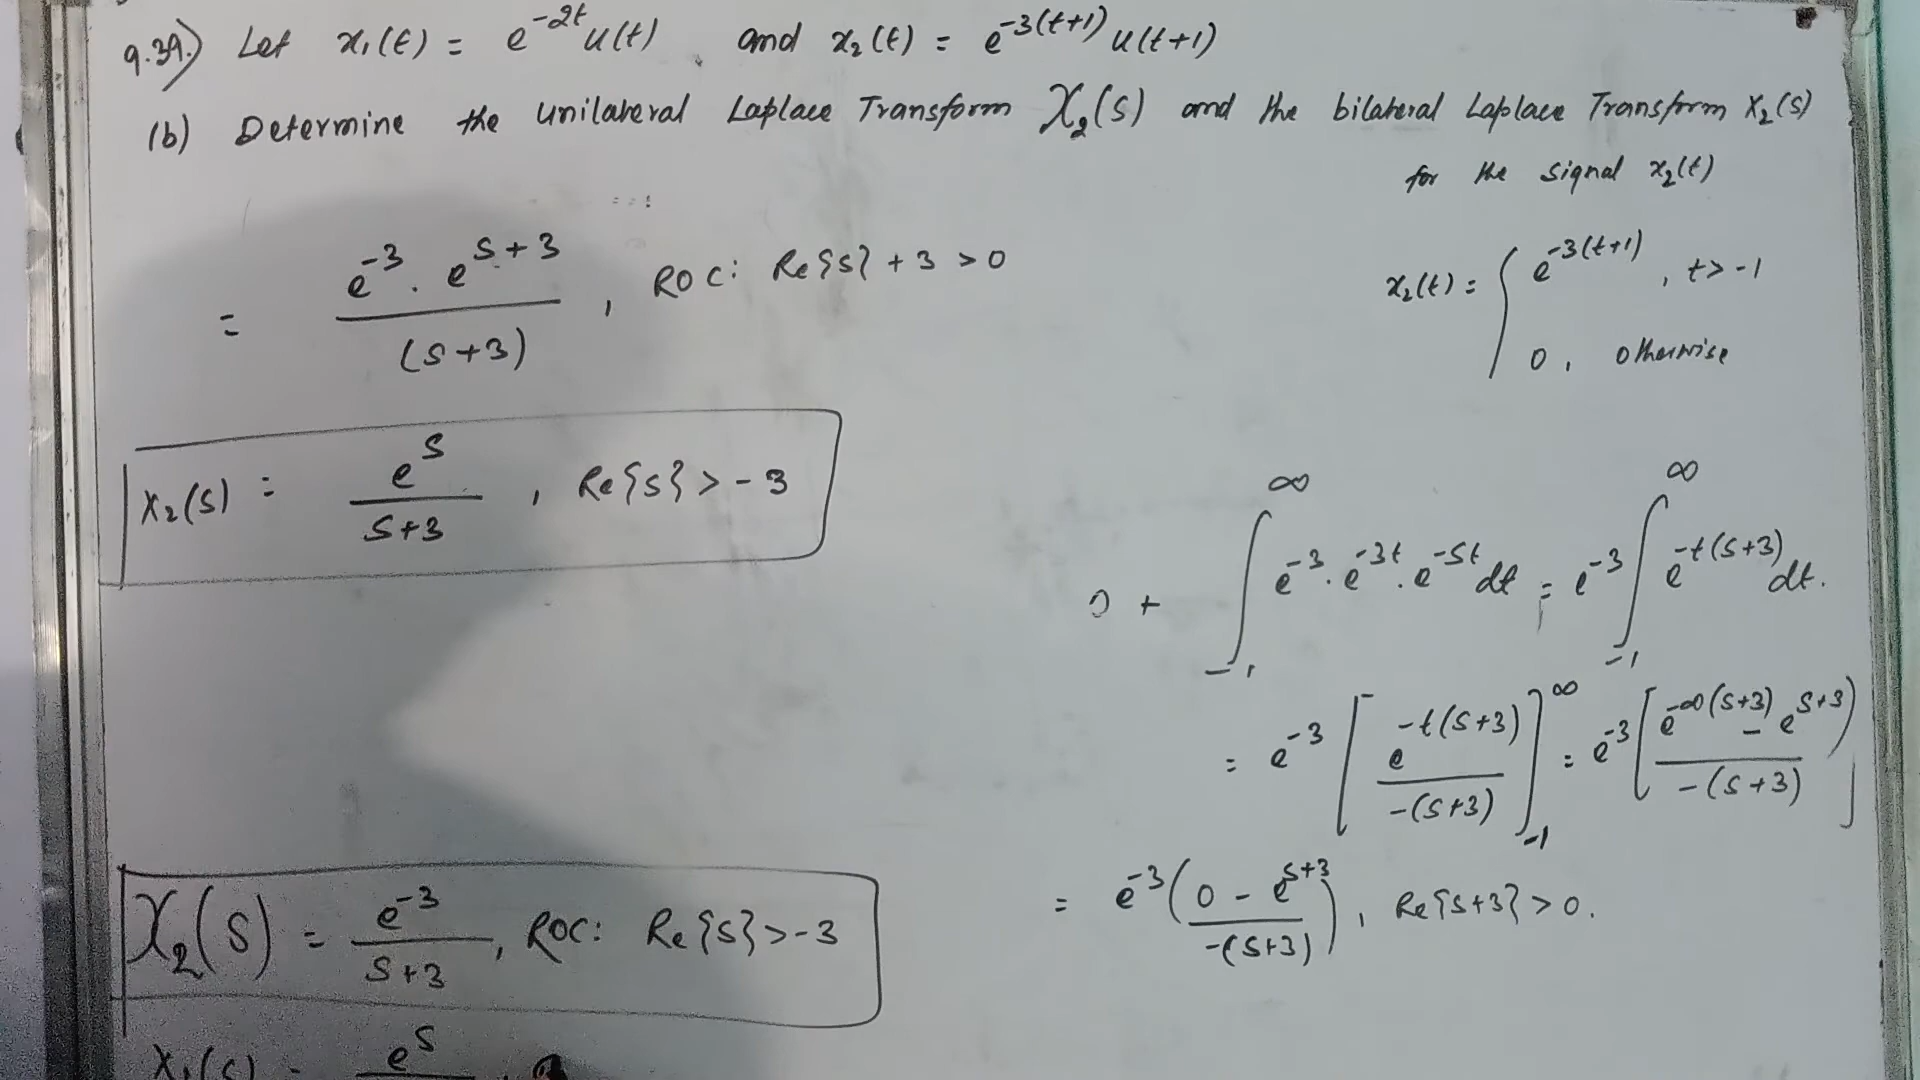 9.39.) Let x₁(t) = e^{-2t} u(t) and x₂(t) = e^{-3(t+1)} u(t+1)
(b) Determine the Unilateral Laplace Transform 𝒳₂(s) and the bilateral Laplace Transform X₂(s)
for the signal x₂(t)
= e^{-3} . e^{s+3} / (s+3) , ROC: Re{s} + 3 > 0
x₂(t) = { e^{-3(t+1)} , t > -1
0 , otherwise
X₂(s) = e^{s} / s+3 , Re{s} > -3
0 + ∫_{-1}^{∞} e^{-3} . e^{-3t} . e^{-st} dt = e^{-3} ∫_{-1}^{∞} e^{-t(s+3)} dt.
= e^{-3} [ e^{-t(s+3)} / -(s+3) ]_{-1}^{∞} = e^{-3} [ e^{-∞(s+3)} - e^{s+3} / -(s+3) ]
= e^{-3} ( 0 - e^{s+3} / -(s+3) ) , Re{s+3} > 0.
𝒳₂(s) = e^{-3} / s+3 , ROC: Re{s} > -3
e^{s}